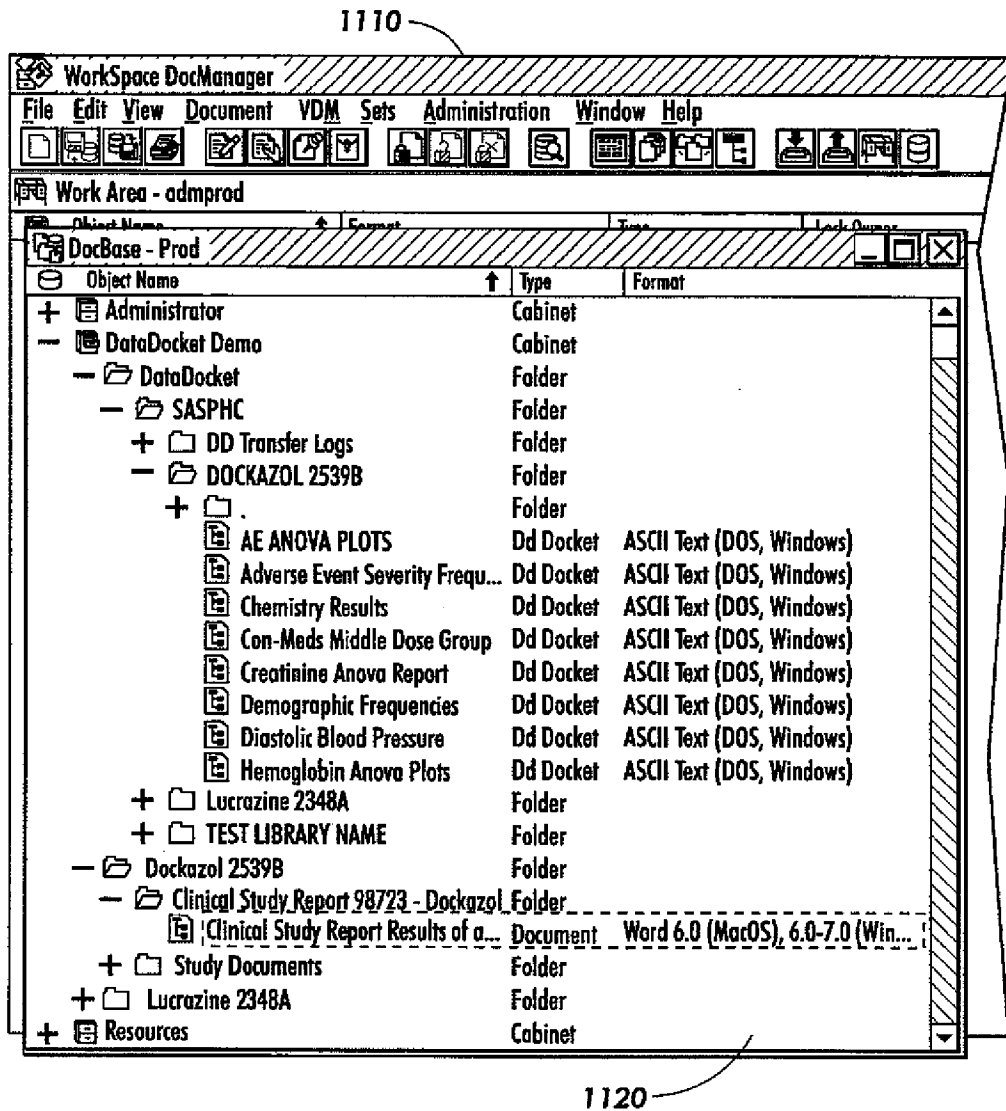 1110
WorkSpace DocManager
File Edit View Document VDM Sets Administration Window Help
Work Area - admprod
Object Name Format Type Lock Owner
DocBase - Prod
Object Name Type Format
+ Administrator Cabinet
— DataDocket Demo Cabinet
— DataDocket Folder
— SASPHC Folder
+ DD Transfer Logs Folder
— DOCKAZOL 2539B Folder
+ . Folder
AE ANOVA PLOTS Dd Docket ASCII Text (DOS, Windows)
Adverse Event Severity Frequ... Dd Docket ASCII Text (DOS, Windows)
Chemistry Results Dd Docket ASCII Text (DOS, Windows)
Con-Meds Middle Dose Group Dd Docket ASCII Text (DOS, Windows)
Creatinine Anova Report Dd Docket ASCII Text (DOS, Windows)
Demographic Frequencies Dd Docket ASCII Text (DOS, Windows)
Diastolic Blood Pressure Dd Docket ASCII Text (DOS, Windows)
Hemoglobin Anova Plots Dd Docket ASCII Text (DOS, Windows)
+ Lucrazine 2348A Folder
+ TEST LIBRARY NAME Folder
— Dockazol 2539B Folder
— Clinical Study Report 98723 - Dockazol Folder
Clinical Study Report Results of a... Document Word 6.0 (MacOS), 6.0-7.0 (Win...
+ Study Documents Folder
+ Lucrazine 2348A Folder
+ Resources Cabinet
1120